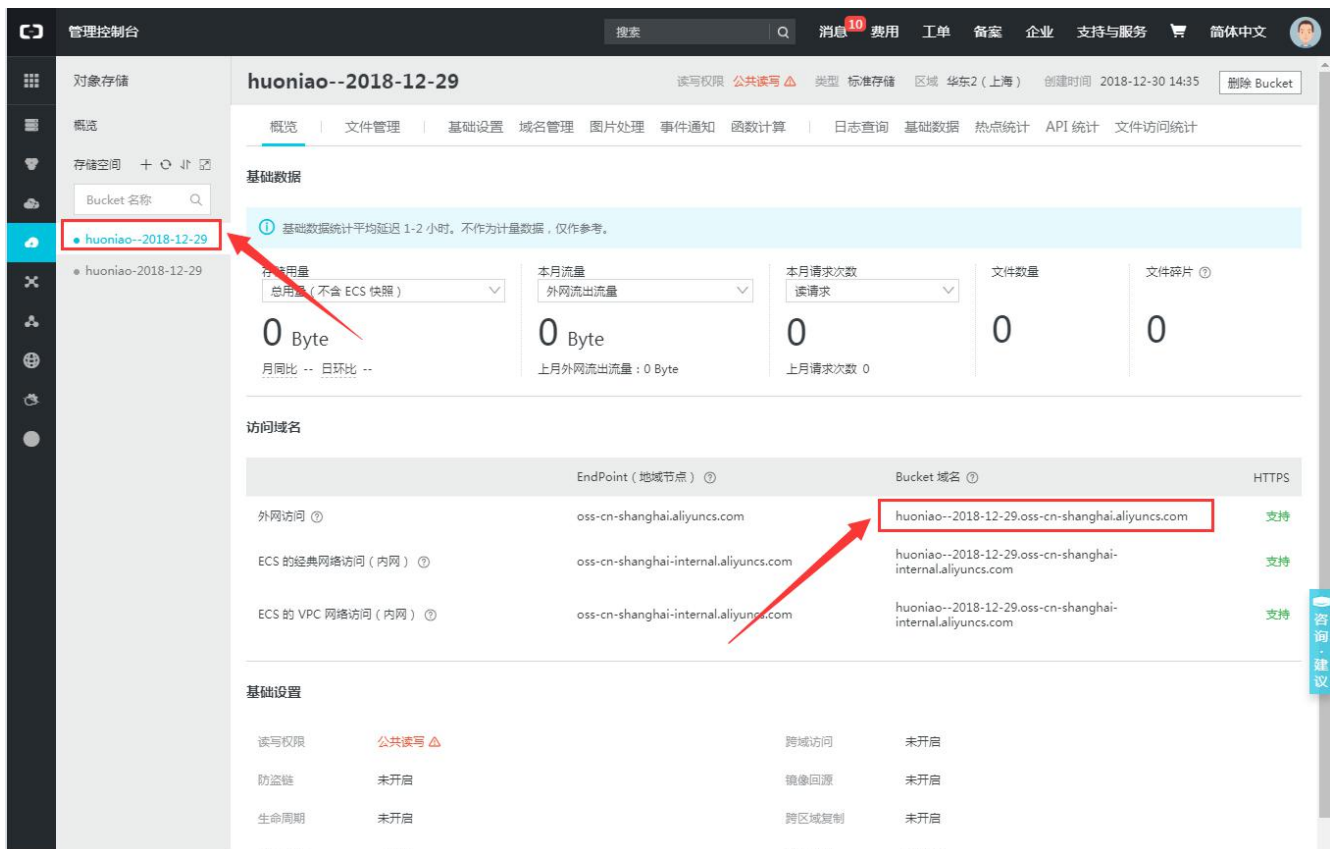 管理控制台 搜索 消息 10 费用 工单 备案 企业 支持与服务 简体中文
对象存储
概览
存储空间
Bucket 名称
huoniao--2018-12-29
huoniao-2018-12-29
huoniao--2018-12-29 读写权限 公共读写 类型 标准存储 区域 华东2 ( 上海 ) 创建时间 2018-12-30 14:35 删除 Bucket
概览 文件管理 基础设置 域名管理 图片处理 事件通知 函数计算 日志查询 基础数据 热点统计 API 统计 文件访问统计
基础数据
基础数据统计平均延迟 1-2 小时。不作为计量数据，仅作参考。
存储用量 本月流量 本月请求次数 文件数量 文件碎片
总用量 ( 不含 ECS 快照 ) 外网流出流量 读请求
0 Byte 0 Byte 0 0 0
月同比 -- 日环比 -- 上月外网流出流量：0 Byte 上月请求次数 0
访问域名
EndPoint ( 地域节点 ) Bucket 域名 HTTPS
外网访问 oss-cn-shanghai.aliyuncs.com huoniao--2018-12-29.oss-cn-shanghai.aliyuncs.com 支持
ECS 的经典网络访问 ( 内网 ) oss-cn-shanghai-internal.aliyuncs.com huoniao--2018-12-29.oss-cn-shanghai-
internal.aliyuncs.com 支持
ECS 的 VPC 网络访问 ( 内网 ) oss-cn-shanghai-internal.aliyuncs.com huoniao--2018-12-29.oss-cn-shanghai-
internal.aliyuncs.com 支持
咨询·建议
基础设置
读写权限 公共读写 跨域访问 未开启
防盗链 未开启 镜像回源 未开启
生命周期 未开启 跨区域复制 未开启